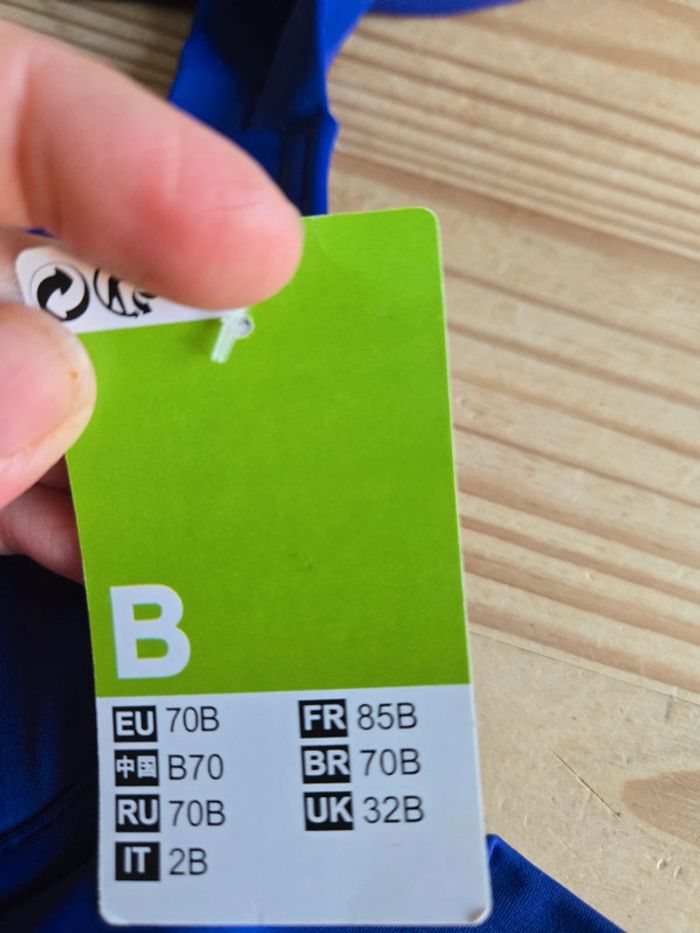 B
EU 70B FR 85B
中国 B70 BR 70B
RU 70B UK 32B
IT 2B